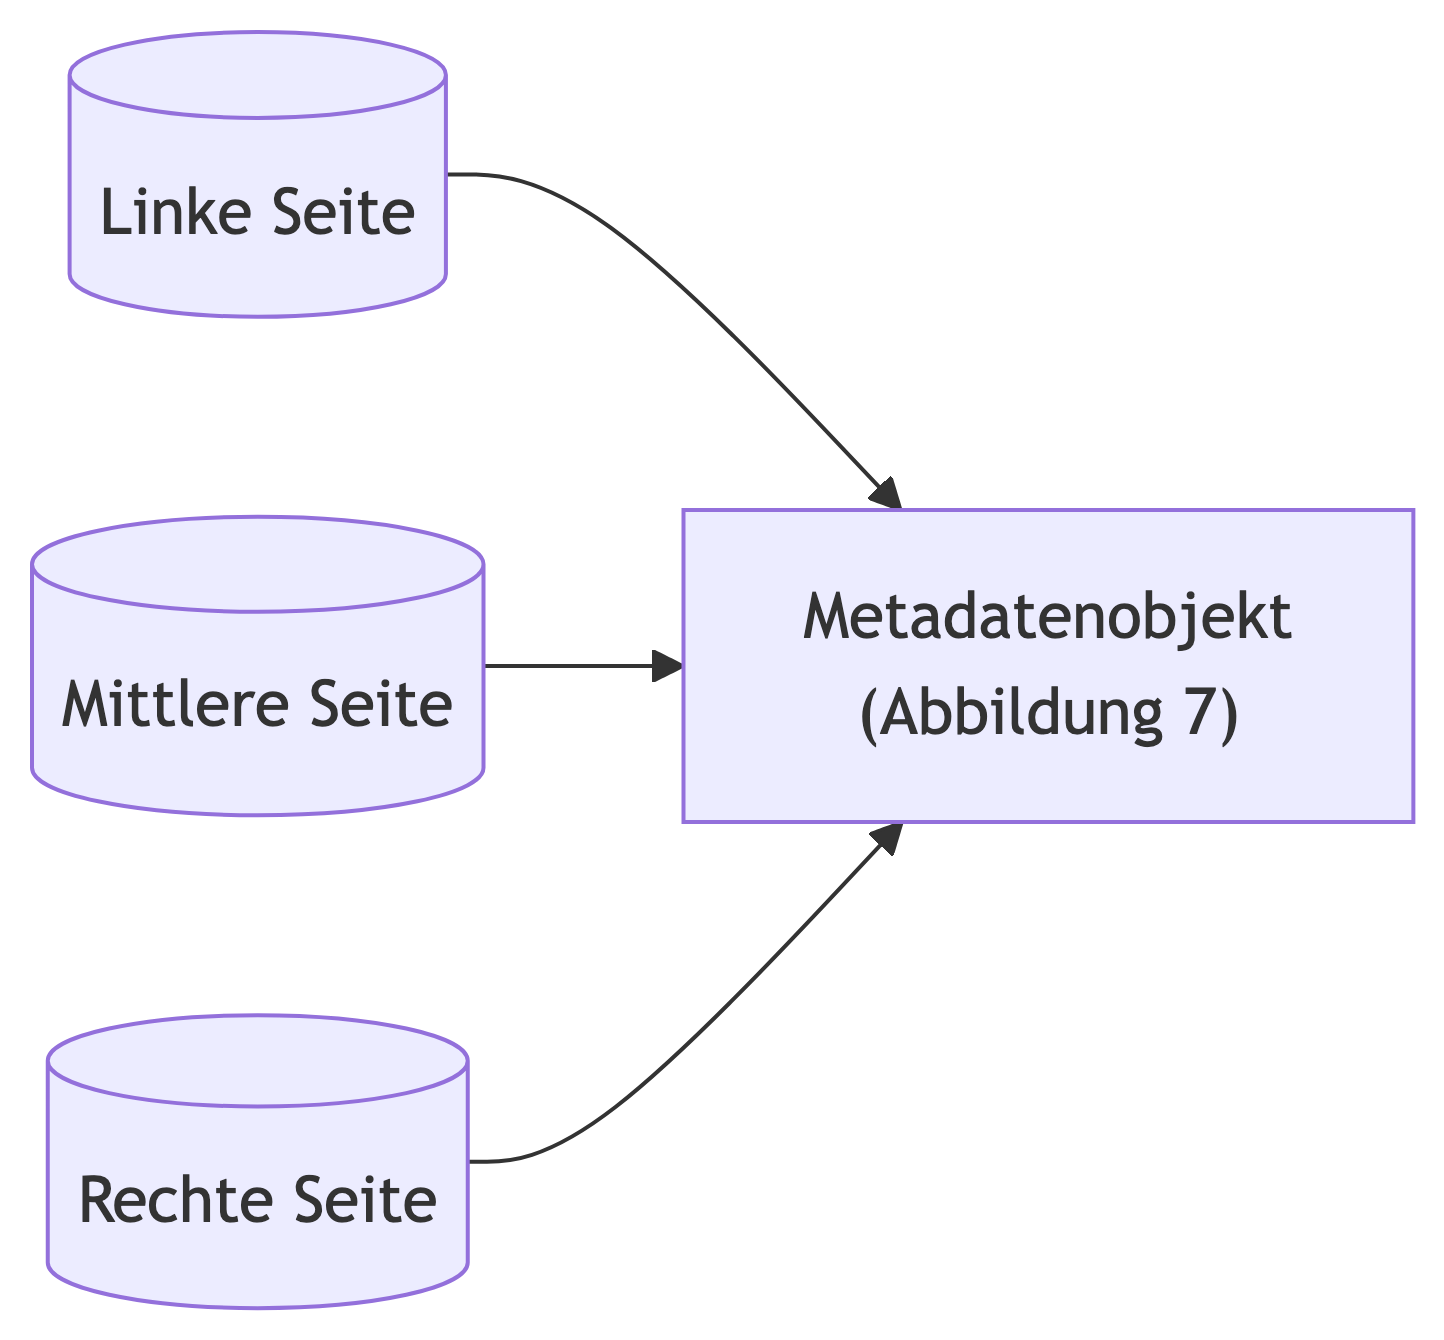 Linke Seite
Mittlere Seite
Metadatenobjekt
(Abbildung 7)
Rechte Seite